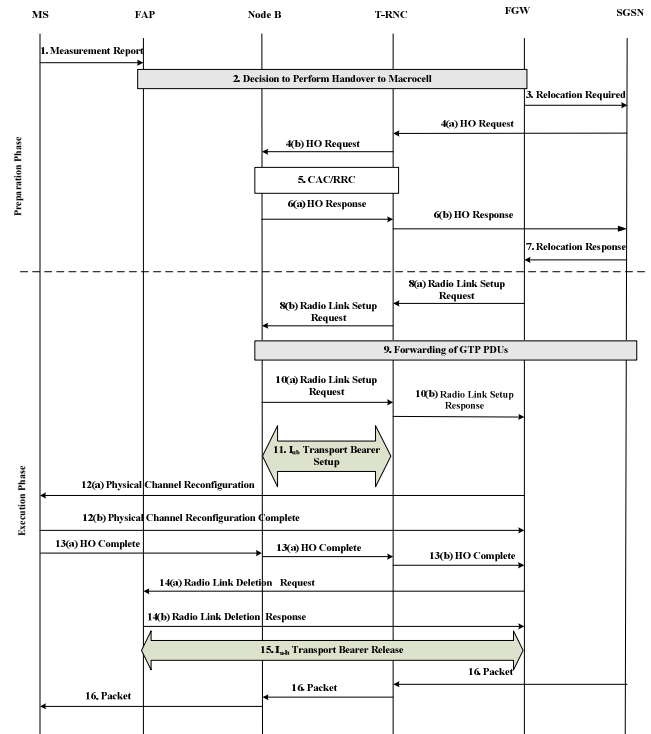 MS
FAP
Node B
T-RNC
FGW
SGSN
1. Measurement Report
2. Decision to Perform Handover to Macrocell
3. Relocation Required
4(a) HO Request
4(b) HO Request
5. CAC/RRC
6(a) HO Response
6(b) HO Response
7. Relocation Response
Preparation Phase
8(a) Radio Link Setup
Request
8(b) Radio Link Setup
Request
9. Forwarding of GTP PDUs
10(a) Radio Link Setup
Request
10(b) Radio Link Setup
Response
11. Iub Transport Bearer
Setup
12(a) Physical Channel Reconfiguration
12(b) Physical Channel Reconfiguration Complete
13(a) HO Complete
13(a) HO Complete
13(b) HO Complete
14(a) Radio Link Deletion Request
14(b) Radio Link Deletion Response
15. Iu-h Transport Bearer Release
16. Packet
16. Packet
16. Packet
Execution Phase